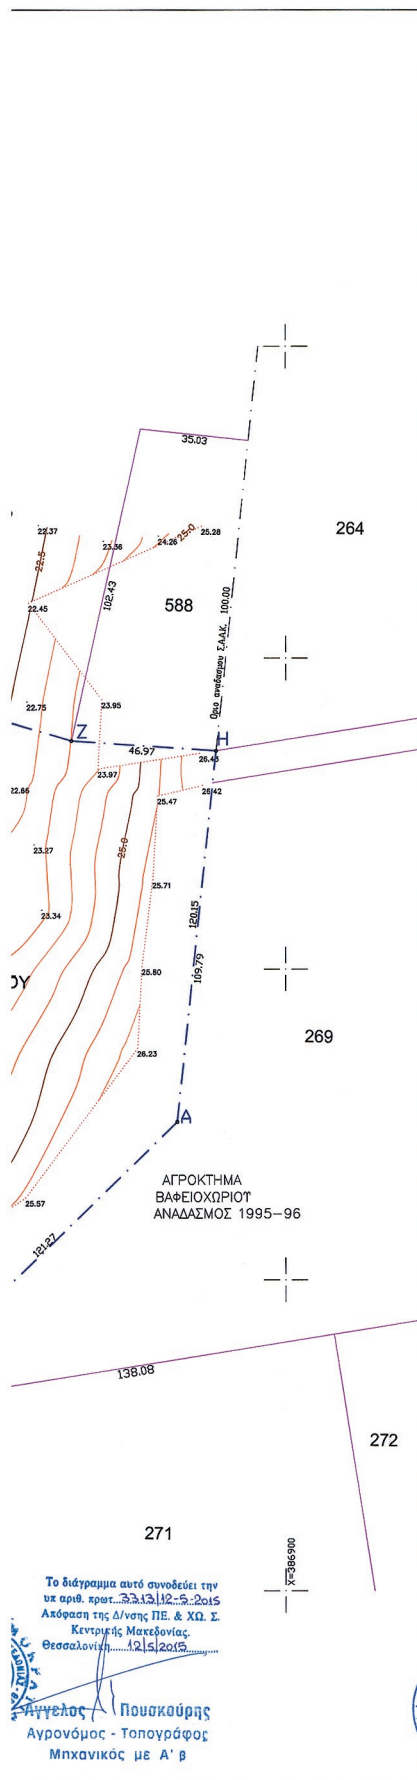 35.03
264
22.37
23.36
24.26
25.0
25.28
22.5
22.45
102.43
588
Οριο αναδασμου Σ.Α.Α.Κ. 100.00
22.75
23.95
Z
46.97
H
26.43
23.97
26.42
22.66
25.47
23.27
25.0
25.71
23.34
120.15
109.79
ΟΥ
25.80
269
26.23
A
ΑΓΡΟΚΤΗΜΑ
ΒΑΦΕΙΟΧΩΡΙΟΥ
ΑΝΑΔΑΣΜΟΣ 1995-96
25.57
121.27
138.08
272
271
X=386900
Το διάγραμμα αυτό συνοδεύει την
υπ αριθ. πρωτ. 3313/12-5-2015
Απόφαση της Δ/νσης ΠΕ. & ΧΩ. Σ.
Κεντρικής Μακεδονίας.
Θεσσαλονίκη 12/5/2015
Άγγελος Πουσκούρης
Αγρονόμος - Τοπογράφος
Μηχανικός με Α' β